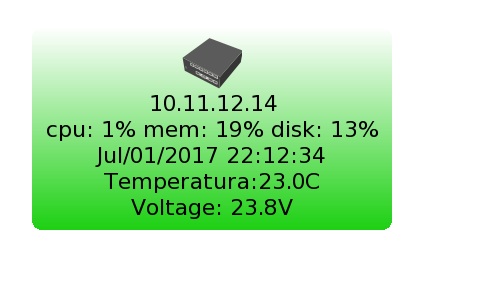 10.11.12.14
cpu: 1% mem: 19% disk: 13%
Jul/01/2017 22:12:34
Temperatura:23.0C
Voltage: 23.8V